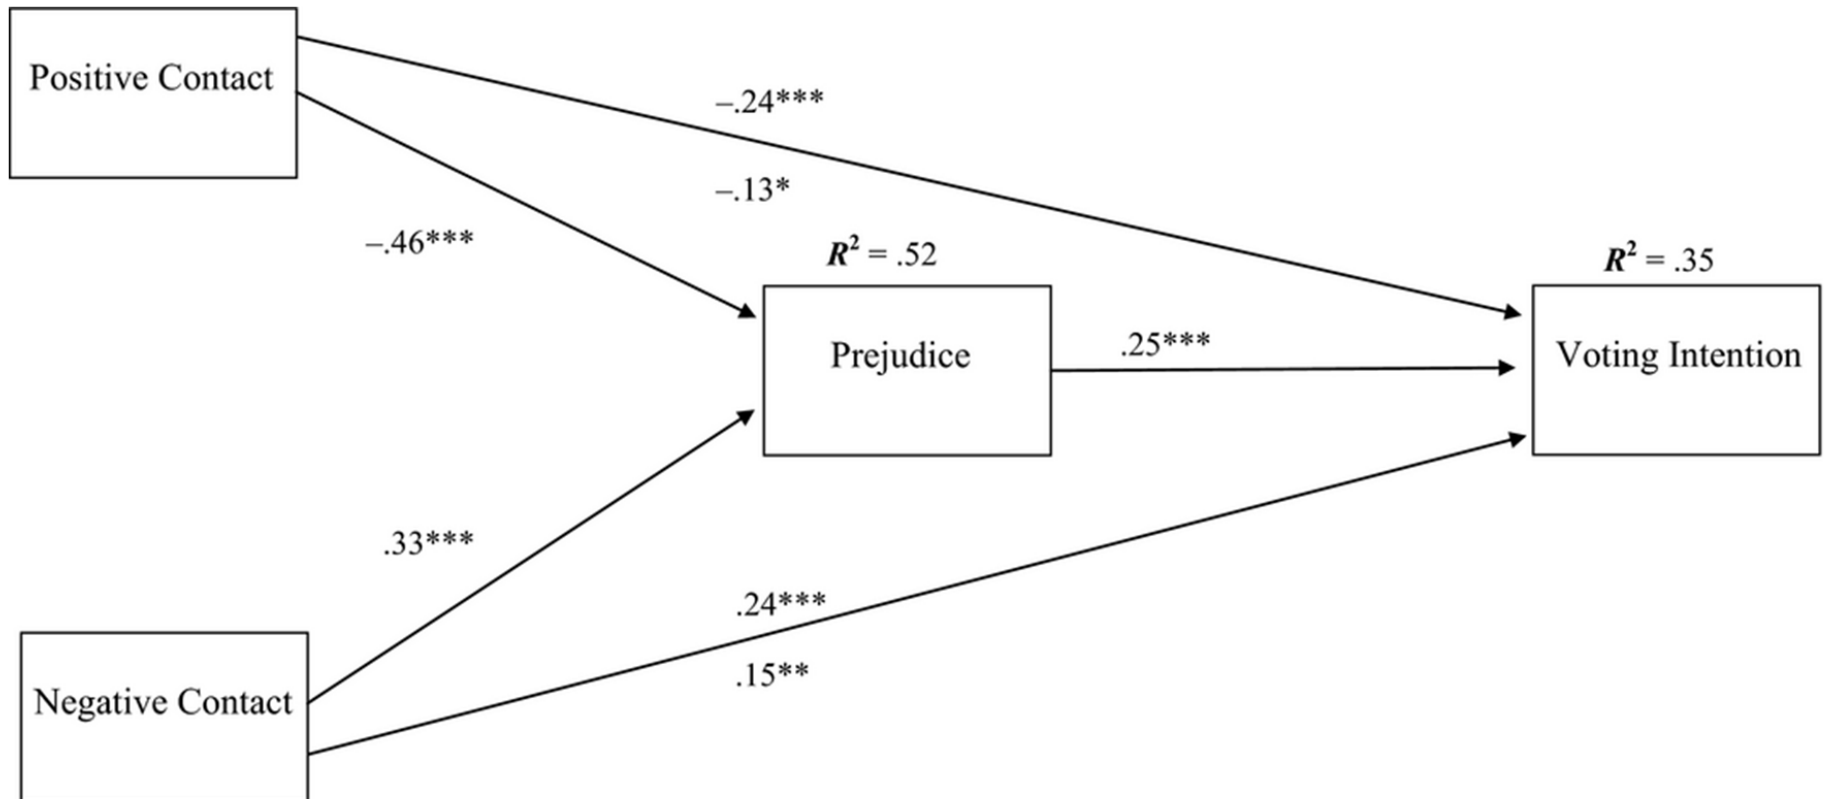 Positive Contact
–.24***
–.13*
–.46***
R² = .52
R² = .35
Prejudice
.25***
Voting Intention
.33***
.24***
.15**
Negative Contact